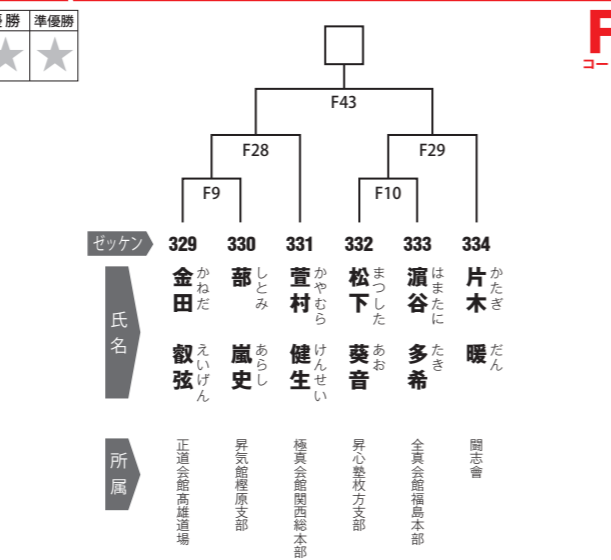 優勝 準優勝
F
コー
F43
F28 F29
F9 F10
ゼッケン 329 330 331 332 333 334
氏名
金田 叡弦
かねだ えいげん
蔀 嵐史
しとみ あらし
萱村 健生
かやむら けんせい
松下 葵音
まつした あお
濵谷 多希
はまたに たき
片木 暖
かたぎ だん
所属
正道会館高雄道場
昇気館樫原支部
極真会館関西総本部
昇心塾枚方支部
全真会館福島本部
闘志會